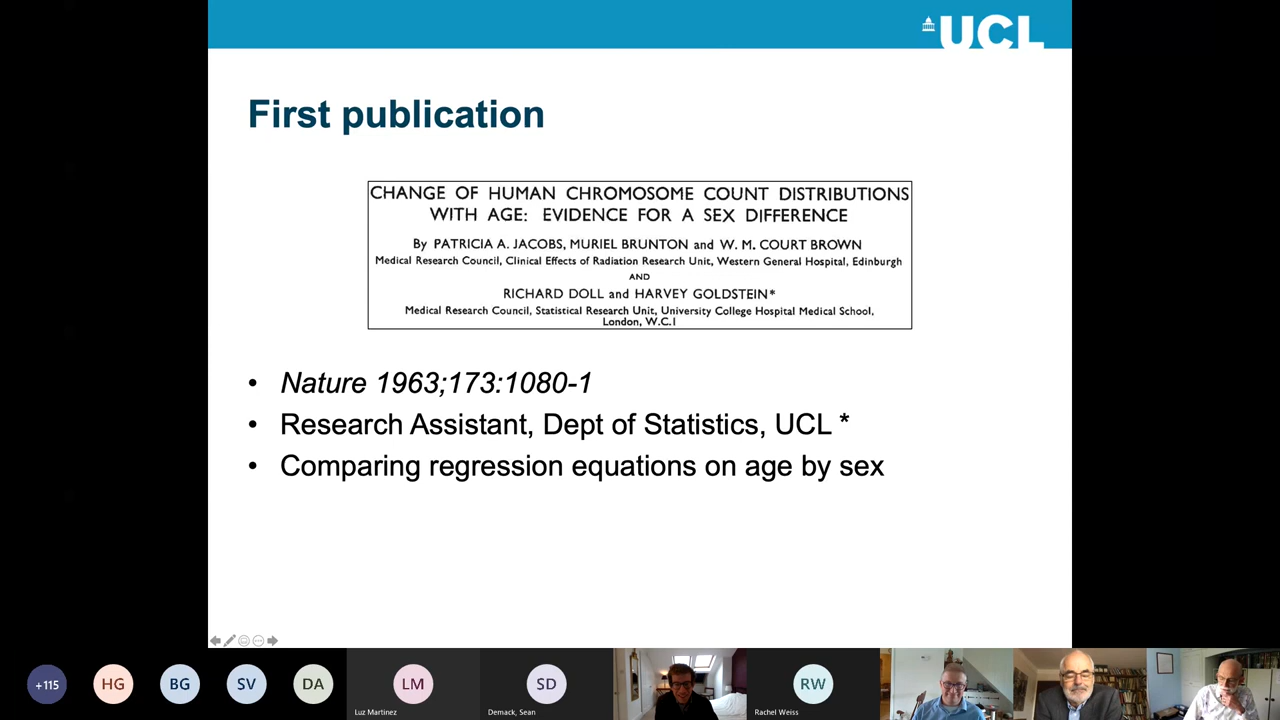 UCL
First publication
CHANGE OF HUMAN CHROMOSOME COUNT DISTRIBUTIONS
WITH AGE: EVIDENCE FOR A SEX DIFFERENCE
By PATRICIA A. JACOBS, MURIEL BRUNTON and W. M. COURT BROWN
Medical Research Council, Clinical Effects of Radiation Research Unit, Western General Hospital, Edinburgh
AND
RICHARD DOLL and HARVEY GOLDSTEIN*
Medical Research Council, Statistical Research Unit, University College Hospital Medical School,
London, W.C.1
• Nature 1963;173:1080-1
• Research Assistant, Dept of Statistics, UCL *
• Comparing regression equations on age by sex
+115
HG
BG
SV
DA
LM
SD
RW
Luz Martinez
Demack, Sean
Rachel Weiss